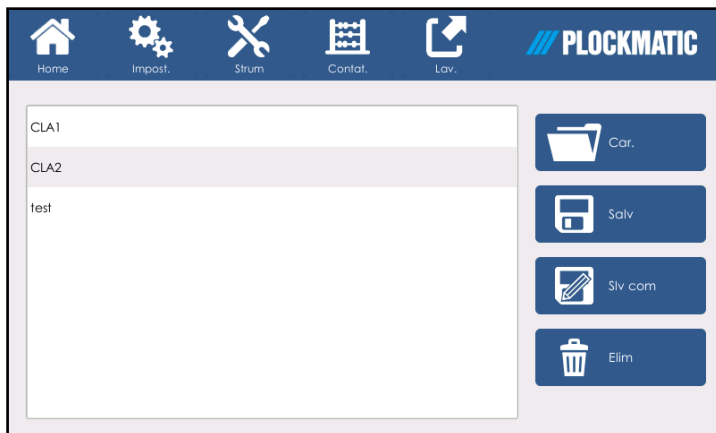 Home Impost. Strum Contat. Lav. PLOCKMATIC
CLA1
CLA2
test
Car.
Salv
Slv com
Elim